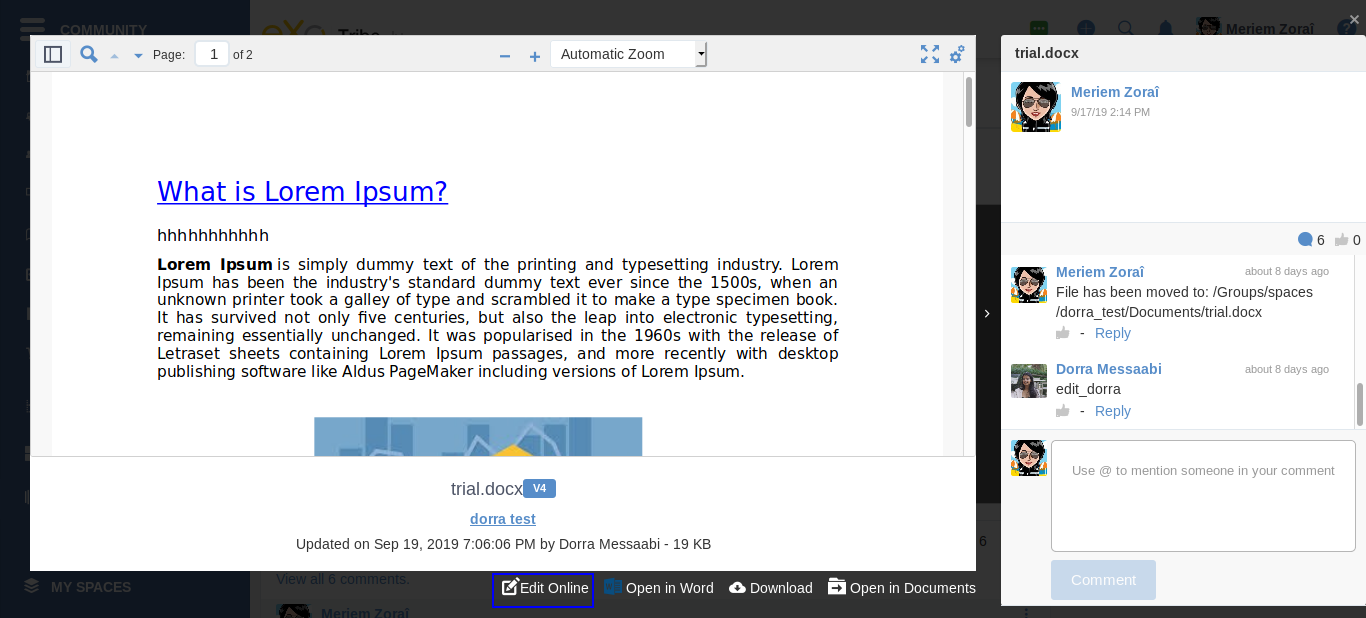 COMMUNITY
eXo
Tribe
Meriem Zoraî
Page:
1
of 2
Automatic Zoom
trial.docx
Meriem Zoraî
9/17/19 2:14 PM
What is Lorem Ipsum?
hhhhhhhhhhh
Lorem Ipsum is simply dummy text of the printing and typesetting industry. Lorem
Ipsum has been the industry's standard dummy text ever since the 1500s, when an
unknown printer took a galley of type and scrambled it to make a type specimen book.
It has survived not only five centuries, but also the leap into electronic typesetting,
remaining essentially unchanged. It was popularised in the 1960s with the release of
Letraset sheets containing Lorem Ipsum passages, and more recently with desktop
publishing software like Aldus PageMaker including versions of Lorem Ipsum.
6 0
Meriem Zoraî about 8 days ago
File has been moved to: /Groups/spaces
/dorra_test/Documents/trial.docx
- Reply
Dorra Messaabi about 8 days ago
edit_dorra
- Reply
Use @ to mention someone in your comment
Comment
trial.docx V4
dorra test
Updated on Sep 19, 2019 7:06:06 PM by Dorra Messaabi - 19 KB
6
MY SPACES
View all 6 comments.
Edit Online Open in Word Download Open in Documents
Meriem Zoraî